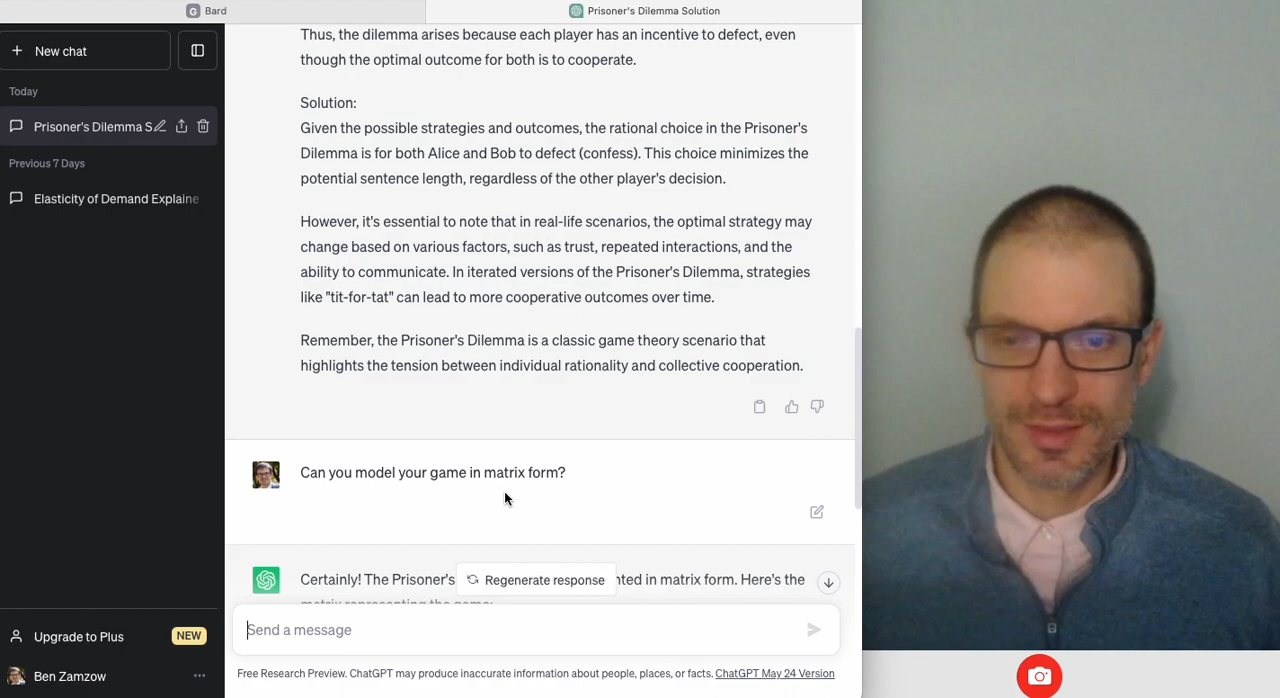 G Bard
Prisoner's Dilemma Solution
New chat
Today
Prisoner's Dilemma S
Previous 7 Days
Elasticity of Demand Explaine
Upgrade to Plus
NEW
Ben Zamzow
Thus, the dilemma arises because each player has an incentive to defect, even
though the optimal outcome for both is to cooperate.
Solution:
Given the possible strategies and outcomes, the rational choice in the Prisoner's
Dilemma is for both Alice and Bob to defect (confess). This choice minimizes the
potential sentence length, regardless of the other player's decision.
However, it's essential to note that in real-life scenarios, the optimal strategy may
change based on various factors, such as trust, repeated interactions, and the
ability to communicate. In iterated versions of the Prisoner's Dilemma, strategies
like "tit-for-tat" can lead to more cooperative outcomes over time.
Remember, the Prisoner's Dilemma is a classic game theory scenario that
highlights the tension between individual rationality and collective cooperation.
Can you model your game in matrix form?
Certainly! The Prisoner's
Regenerate response
nted in matrix form. Here's the
matrix representing the game:
Send a message
Free Research Preview. ChatGPT may produce inaccurate information about people, places, or facts. ChatGPT May 24 Version